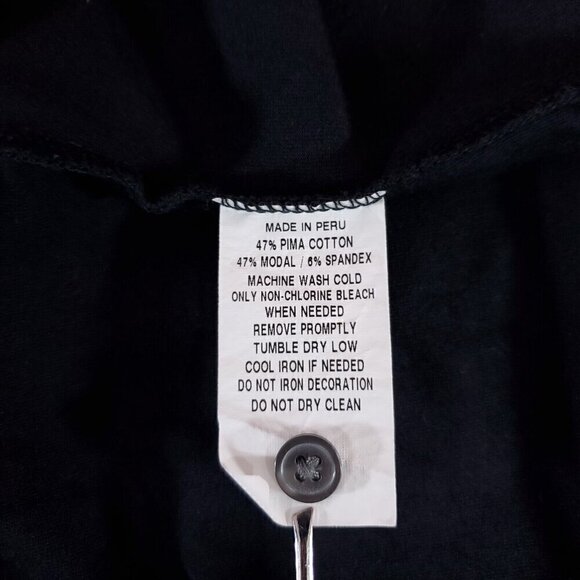 MADE IN PERU
47% PIMA COTTON
47% MODAL / 6% SPANDEX
MACHINE WASH COLD
ONLY NON-CHLORINE BLEACH
WHEN NEEDED
REMOVE PROMPTLY
TUMBLE DRY LOW
COOL IRON IF NEEDED
DO NOT IRON DECORATION
DO NOT DRY CLEAN